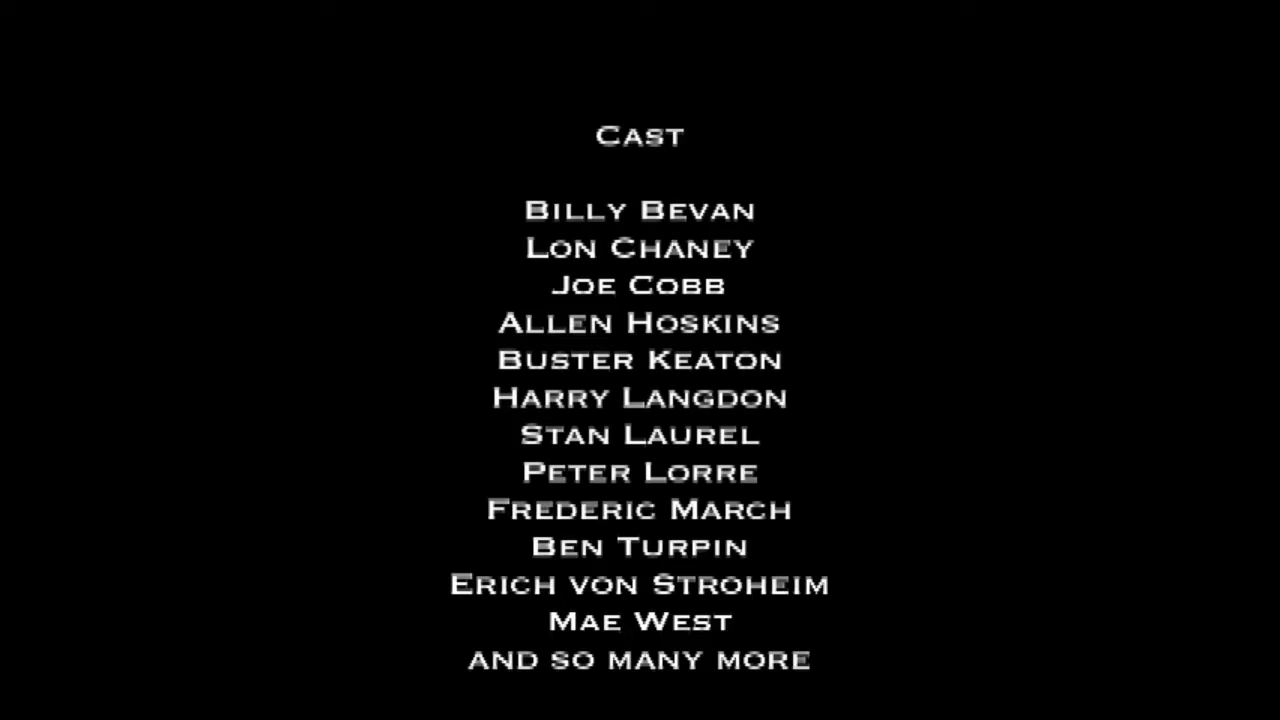 Cast
Billy Bevan
Lon Chaney
Joe Cobb
Allen Hoskins
Buster Keaton
Harry Langdon
Stan Laurel
Peter Lorre
Frederic March
Ben Turpin
Erich von Stroheim
Mae West
and so many more